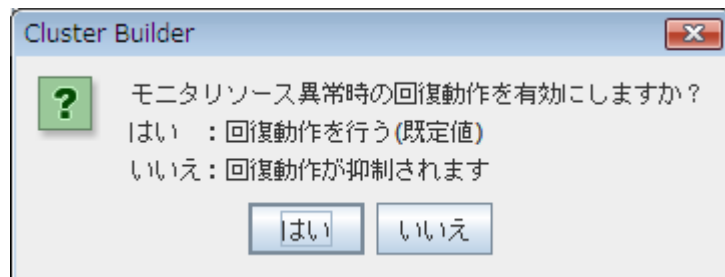 Cluster Builder
モニタリソース異常時の回復動作を有効にしますか？
はい　：回復動作を行う(既定値)
いいえ：回復動作が抑制されます
はい
いいえ